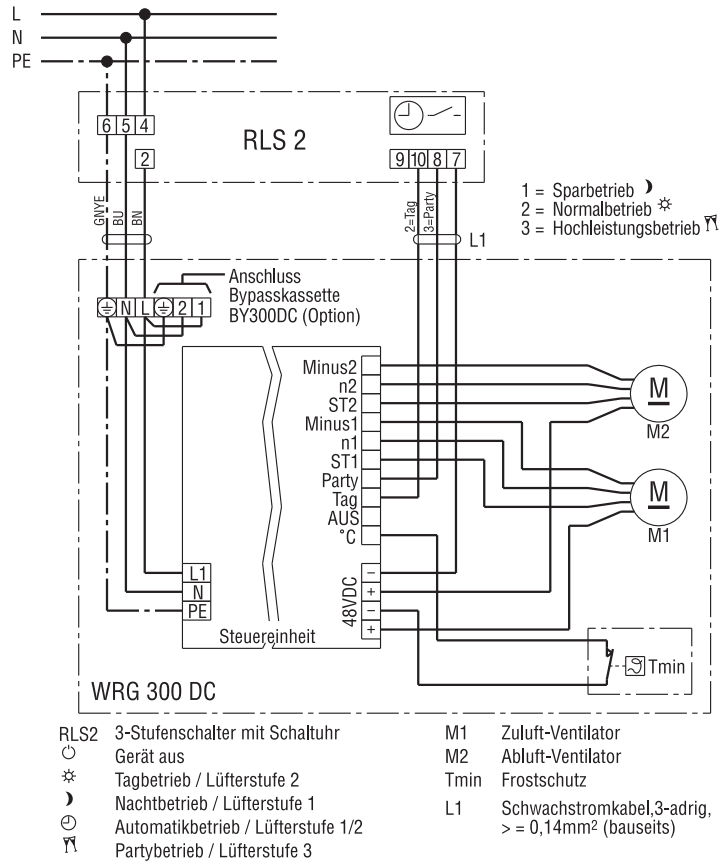 L
N
PE
6 5 4
RLS 2
2
9 10 8 7
GNYE
BU
BN
2=Tag
3=Party
L1
1 = Sparbetrieb
2 = Normalbetrieb
3 = Hochleistungsbetrieb
Anschluss
Bypasskassette
BY300DC (Option)
N L 2 1
Minus2
n2
ST2
Minus1
n1
ST1
Party
Tag
AUS
°C
M
M2
M
M1
L1
N
PE
48VDC
–
+
–
+
Steuereinheit
Tmin
WRG 300 DC
RLS2 3-Stufenschalter mit Schaltuhr
Gerät aus
Tagbetrieb / Lüfterstufe 2
Nachtbetrieb / Lüfterstufe 1
Automatikbetrieb / Lüfterstufe 1/2
Partybetrieb / Lüfterstufe 3
M1 Zuluft-Ventilator
M2 Abluft-Ventilator
Tmin Frostschutz
L1 Schwachstromkabel,3-adrig,
> = 0,14mm² (bauseits)